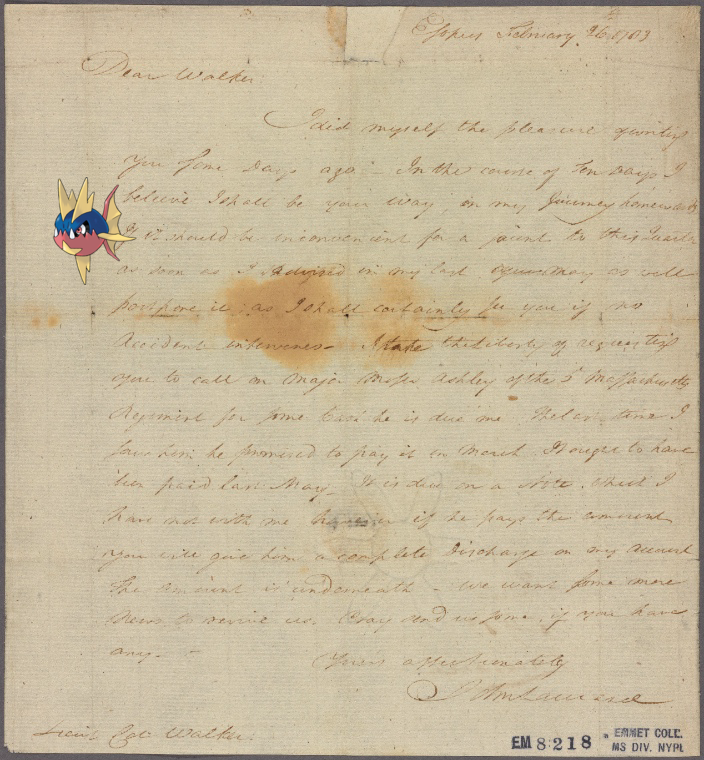 Esopus February 26. 1783
Dear Walker
I did myself the pleasure of writing
you some Days ago. - In the course of Ten Days I
believe I shall be your way, on my Journey homewards
It should be inconvenient for a to this Quarter
as soon as I advised in my last you may as well
postpone it, as I shall certainly see you if no
Accident intervenes - I take the liberty of requesting
you to call on Major Moses Ashley of the 5th Massachusetts
Regiment for some Cash he is due me. The last time I
saw him he promised to pay it in March. It ought to have
been paid last May - It is due on a Note, which I
have not with me if he pays the amount
you will give him a complete Discharge on my account
The amount is underneath - we want some more
News to revive us. Pray send us some, if you have
any -
Yours affectionately
Lieut Col. Walker
EM 8218
EMMET COLL.
MS DIV. NYPL